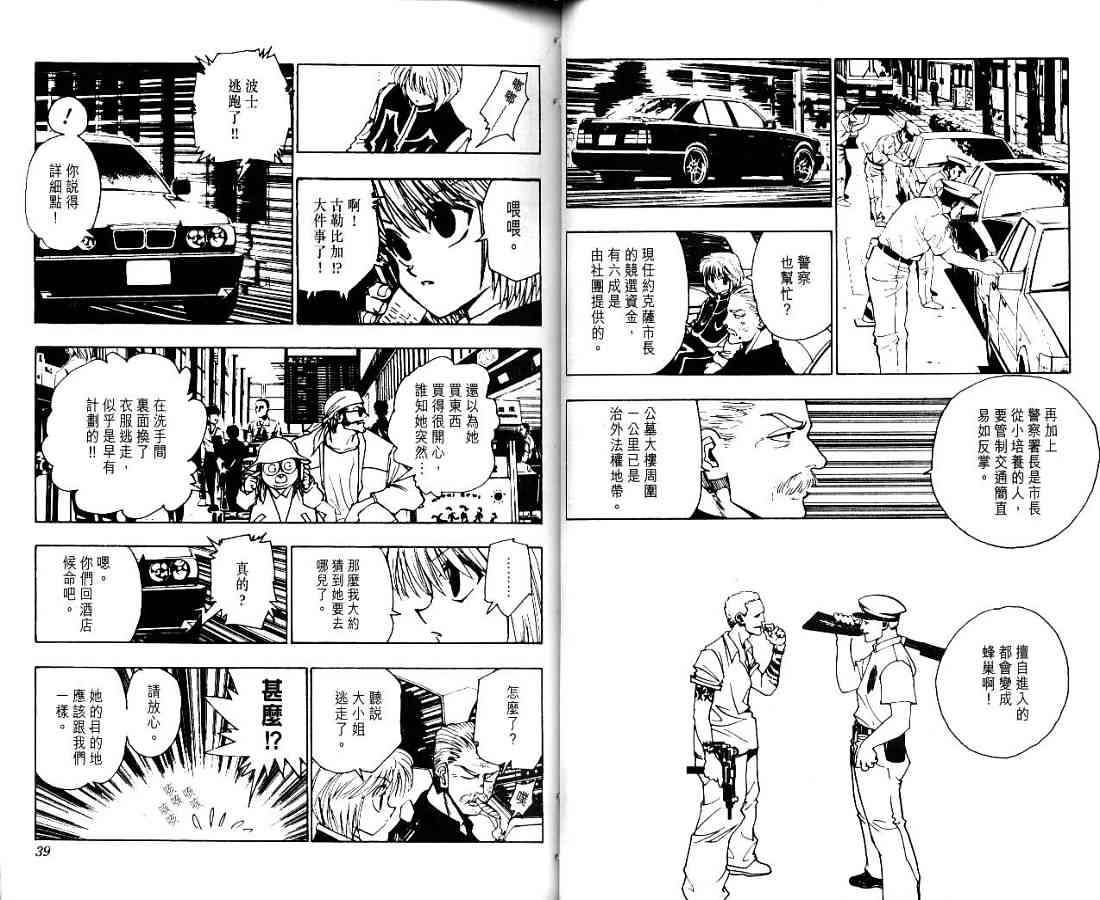 警察
也幫忙?
現任約克薩市長
的競選資金，
有六成是
由社團提供的。
再加上
警察署長是市長
從小培養的人，
要管制交通簡直
易如反掌。
公墓大樓周圍
一公里已是
治外法權地帶。
擅自進入的
都會變成
蜂巢啊!
嘟嘟
喂喂。
啊!
古勒比加!?
大件事了!
波士
逃跑了!!
!
你說得
詳細點!
還以為她
買東西
買得很開心，
誰知她突然…
在洗手間
裏面換了
衣服逃走，
似乎是早有
計劃的!!
………
那麼我大約
猜到她要去
哪兒了。
真的?
嗯。
你們回酒店
候命吧。
怎麼了?
噗
聽說
大小姐
逃走了。
甚麼!?
咳咳
咳咳
請放心。
她的目的地
應該跟我們
一樣。
39